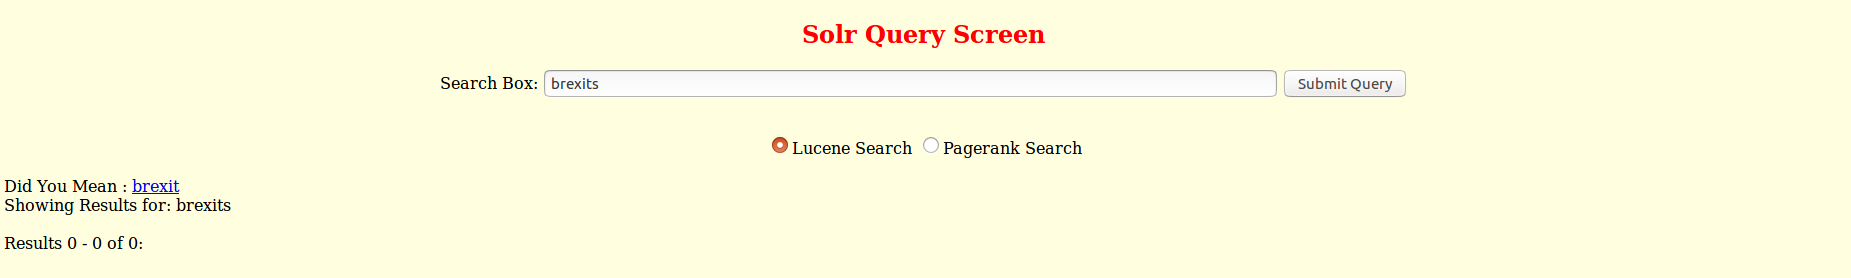 Solr Query Screen
Search Box: brexits Submit Query
Lucene Search Pagerank Search
Did You Mean : brexit
Showing Results for: brexits
Results 0 - 0 of 0: